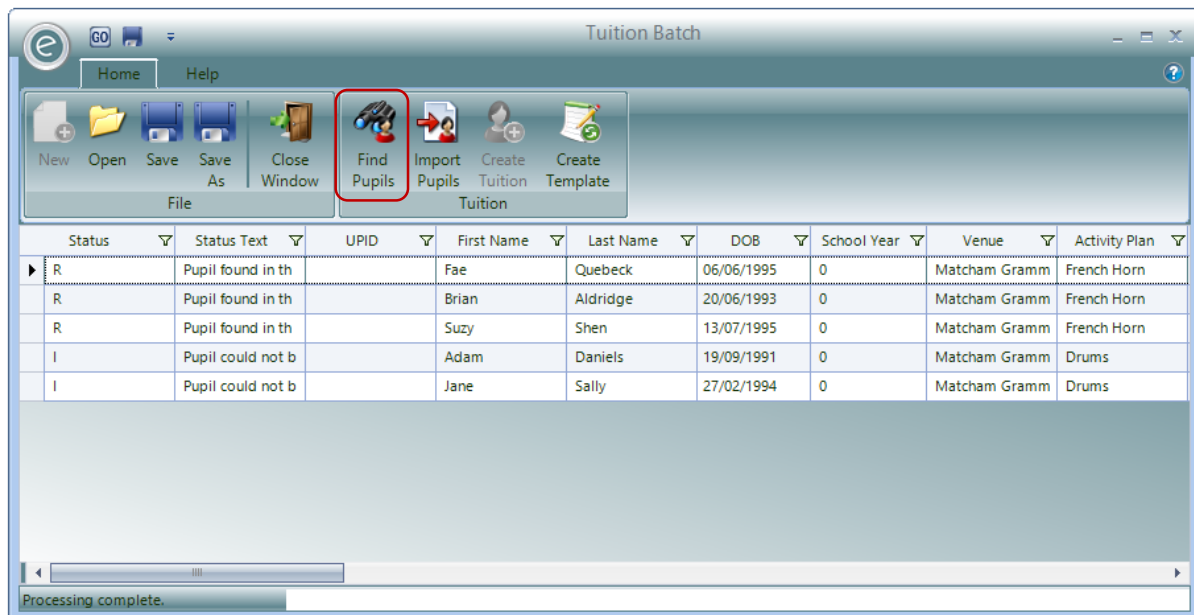 e GO Tuition Batch
Home Help
New Open Save Save As Close Window Find Pupils Import Pupils Create Tuition Create Template
File Tuition
Status Status Text UPID First Name Last Name DOB School Year Venue Activity Plan
R Pupil found in th Fae Quebeck 06/06/1995 0 Matcham Gramm French Horn
R Pupil found in th Brian Aldridge 20/06/1993 0 Matcham Gramm French Horn
R Pupil found in th Suzy Shen 13/07/1995 0 Matcham Gramm French Horn
I Pupil could not b Adam Daniels 19/09/1991 0 Matcham Gramm Drums
I Pupil could not b Jane Sally 27/02/1994 0 Matcham Gramm Drums
Processing complete.